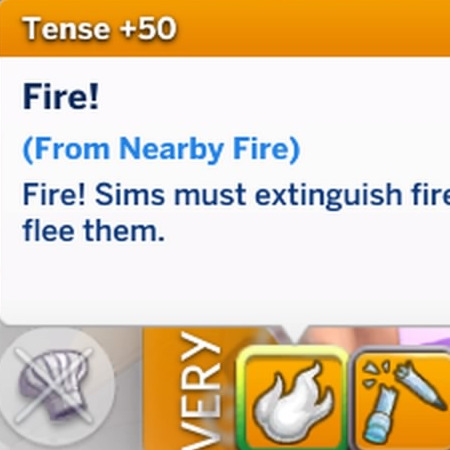 Tense +50
Fire!
(From Nearby Fire)
Fire! Sims must extinguish fire
flee them.
VERY